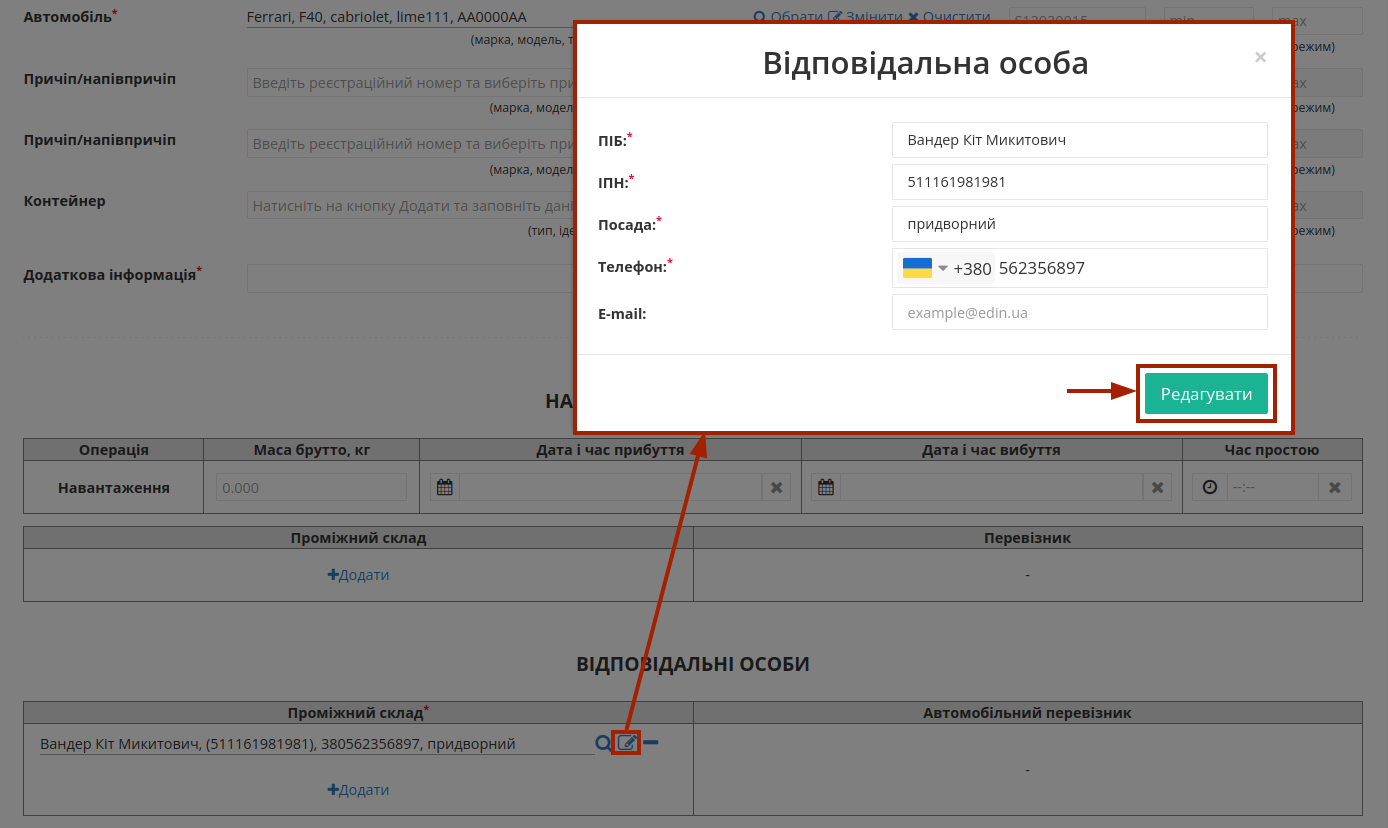 Автомобіль*
Ferrari, F40, cabriolet, lime111, AA0000AA
Обрати Змінити Очистити
min
(марка, модель, т
режим)
Відповідальна особа
×
Причіп/напівпричіп
Введіть реєстраційний номер та виберіть при
(марка, модел
режим)
Причіп/напівпричіп
Введіть реєстраційний номер та виберіть при
(марка, модел
режим)
Контейнер
Натисніть на кнопку Додати та заповніть дані
(тип, іде
режим)
Додаткова інформація*
ПІБ:*
Вандер Кіт Микитович
ІПН:*
511161981981
Посада:*
придворний
Телефон:*
+380 562356897
E-mail:
example@edin.ua
Редагувати
НА
Операція
Маса брутто, кг
Дата і час прибуття
Дата і час вибуття
Час простою
Навантаження
0.000
--:--
Проміжний склад
Перевізник
Додати
-
ВІДПОВІДАЛЬНІ ОСОБИ
Проміжний склад*
Автомобільний перевізник
Вандер Кіт Микитович, (511161981981), 380562356897, придворний
Додати
-